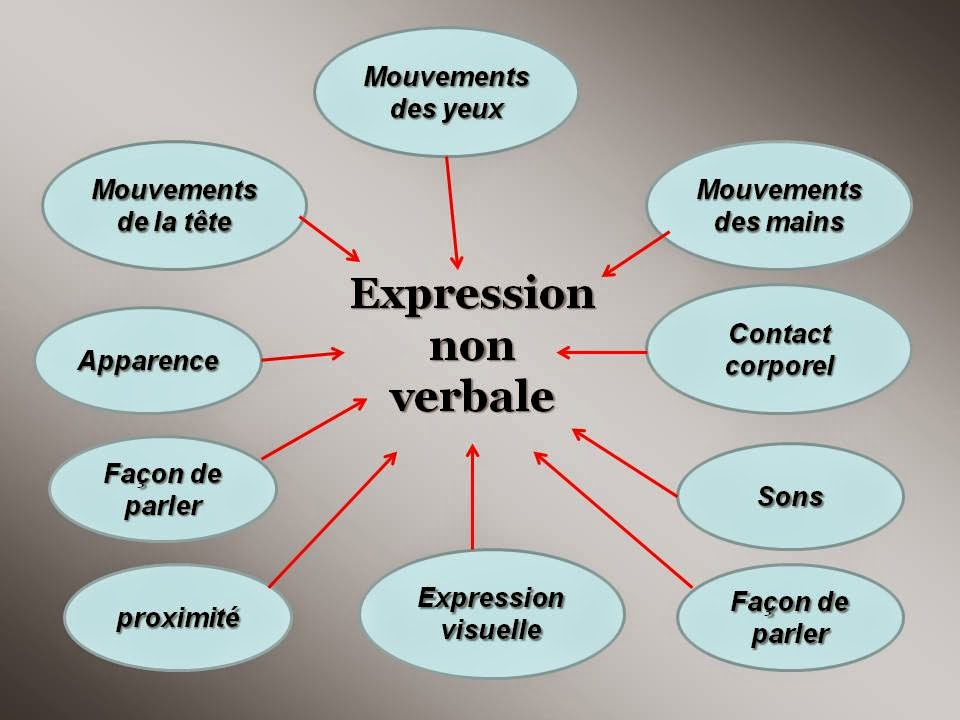 Mouvements
des yeux
Mouvements
de la tête
Mouvements
des mains
Expression
non
verbale
Apparence
Contact
corporel
Façon de
parler
Sons
proximité
Expression
visuelle
Façon de
parler